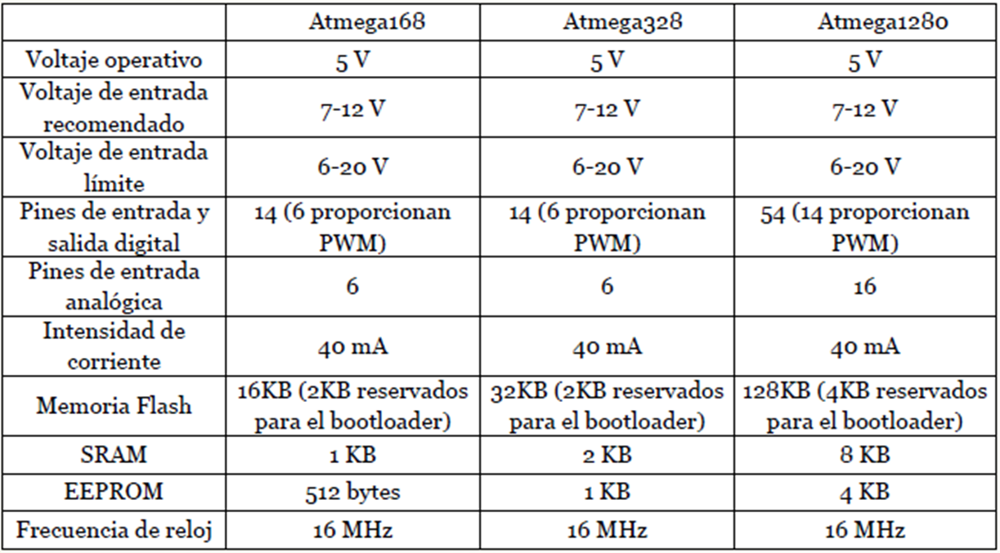 Atmega168 Atmega328 Atmega1280
Voltaje operativo 5 V 5 V 5 V
Voltaje de entrada
recomendado 7-12 V 7-12 V 7-12 V
Voltaje de entrada
límite 6-20 V 6-20 V 6-20 V
Pines de entrada y 14 (6 proporcionan 14 (6 proporcionan 54 (14 proporcionan
salida digital PWM) PWM) PWM)
Pines de entrada
analógica 6 6 16
Intensidad de
corriente 40 mA 40 mA 40 mA
Memoria Flash 16KB (2KB reservados 32KB (2KB reservados 128KB (4KB reservados
para el bootloader) para el bootloader) para el bootloader)
SRAM 1 KB 2 KB 8 KB
EEPROM 512 bytes 1 KB 4 KB
Frecuencia de reloj 16 MHz 16 MHz 16 MHz